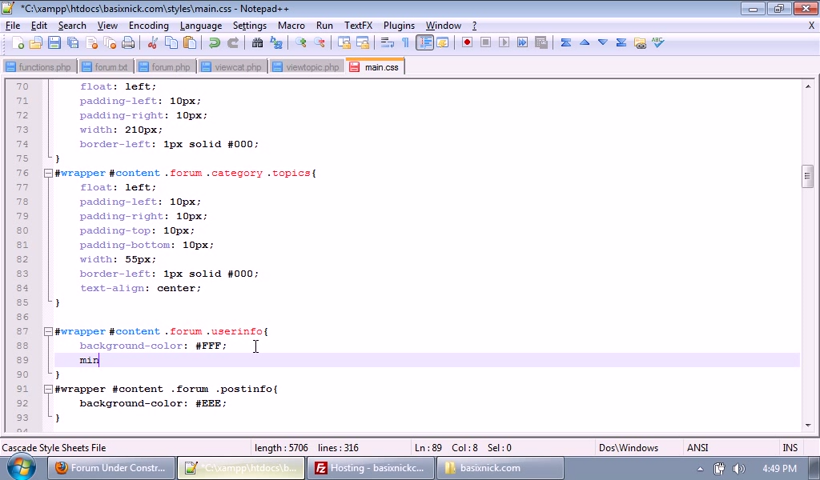 *C:\xampp\htdocs\basixnick.com\styles\main.css - Notepad++
File Edit Search View Encoding Language Settings Macro Run TextFX Plugins Window ? X
functions.php forum.txt forum.php viewcat.php viewtopic.php main.css
70 float: left;
71 padding-left: 10px;
72 padding-right: 10px;
73 width: 210px;
74 border-left: 1px solid #000;
75 }
76 #wrapper #content .forum .category .topics{
77 float: left;
78 padding-left: 10px;
79 padding-right: 10px;
80 padding-top: 10px;
81 padding-bottom: 10px;
82 width: 55px;
83 border-left: 1px solid #000;
84 text-align: center;
85 }
86
87 #wrapper #content .forum .userinfo{
88 background-color: #FFF;
89 min
90 }
91 #wrapper #content .forum .postinfo{
92 background-color: #EEE;
93 }
Cascade Style Sheets File length : 5706 lines : 316 Ln : 89 Col : 8 Sel : 0 Dos\Windows ANSI INS
Forum Under Constr... *C:\xampp\htdocs\b... Hosting - basixnickc... basixnick.com 4:49 PM